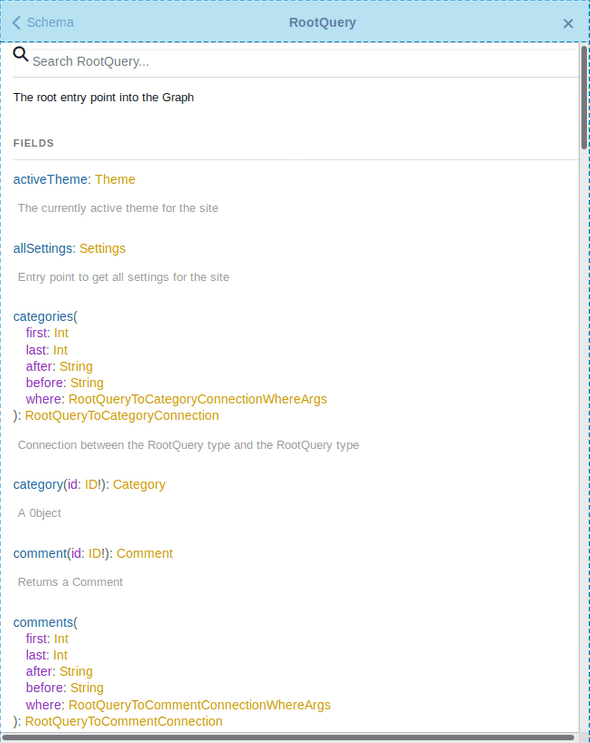 Schema RootQuery ×
Search RootQuery...
The root entry point into the Graph
FIELDS
activeTheme: Theme
The currently active theme for the site
allSettings: Settings
Entry point to get all settings for the site
categories(
first: Int
last: Int
after: String
before: String
where: RootQueryToCategoryConnectionWhereArgs
): RootQueryToCategoryConnection
Connection between the RootQuery type and the RootQuery type
category(id: ID!): Category
A 0bject
comment(id: ID!): Comment
Returns a Comment
comments(
first: Int
last: Int
after: String
before: String
where: RootQueryToCommentConnectionWhereArgs
): RootQueryToCommentConnection